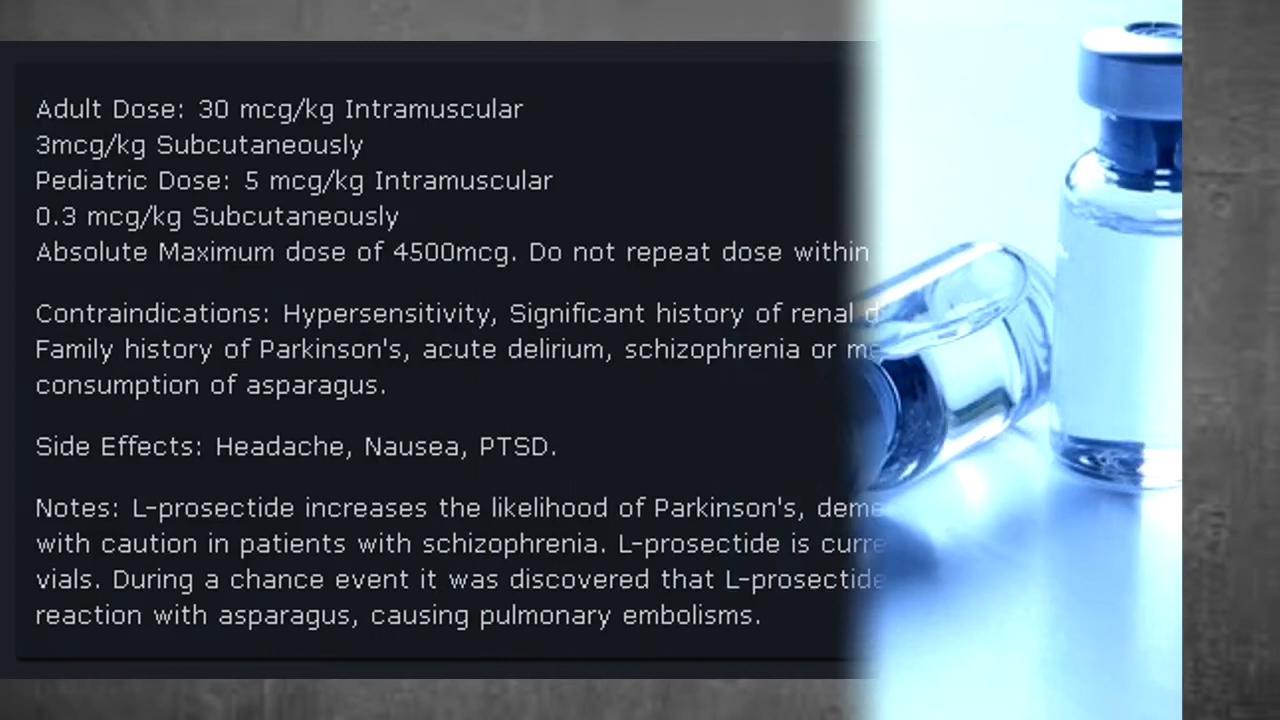 Adult Dose: 30 mcg/kg Intramuscular
3mcg/kg Subcutaneously
Pediatric Dose: 5 mcg/kg Intramuscular
0.3 mcg/kg Subcutaneously
Absolute Maximum dose of 4500mcg. Do not repeat dose within
Contraindications: Hypersensitivity, Significant history of renal
Family history of Parkinson's, acute delirium, schizophrenia or
consumption of asparagus.
Side Effects: Headache, Nausea, PTSD.
Notes: L-prosectide increases the likelihood of Parkinson's,
with caution in patients with schizophrenia. L-prosectide is
vials. During a chance event it was discovered that L-prosectide
reaction with asparagus, causing pulmonary embolisms.